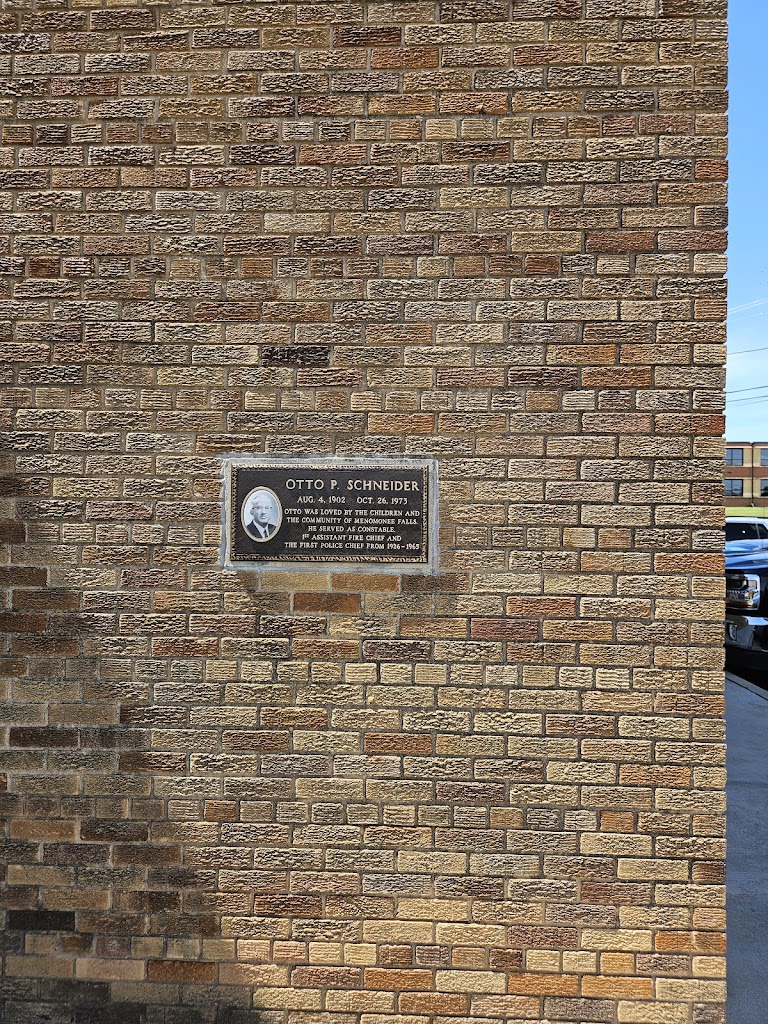 OTTO P. SCHNEIDER
AUG. 4, 1902 OCT. 26, 1973
OTTO WAS LOVED BY THE CHILDREN AND
THE COMMUNITY OF MENOMONEE FALLS.
HE SERVED AS CONSTABLE,
1ST ASSISTANT FIRE CHIEF AND
THE FIRST POLICE CHIEF FROM 1926-1965